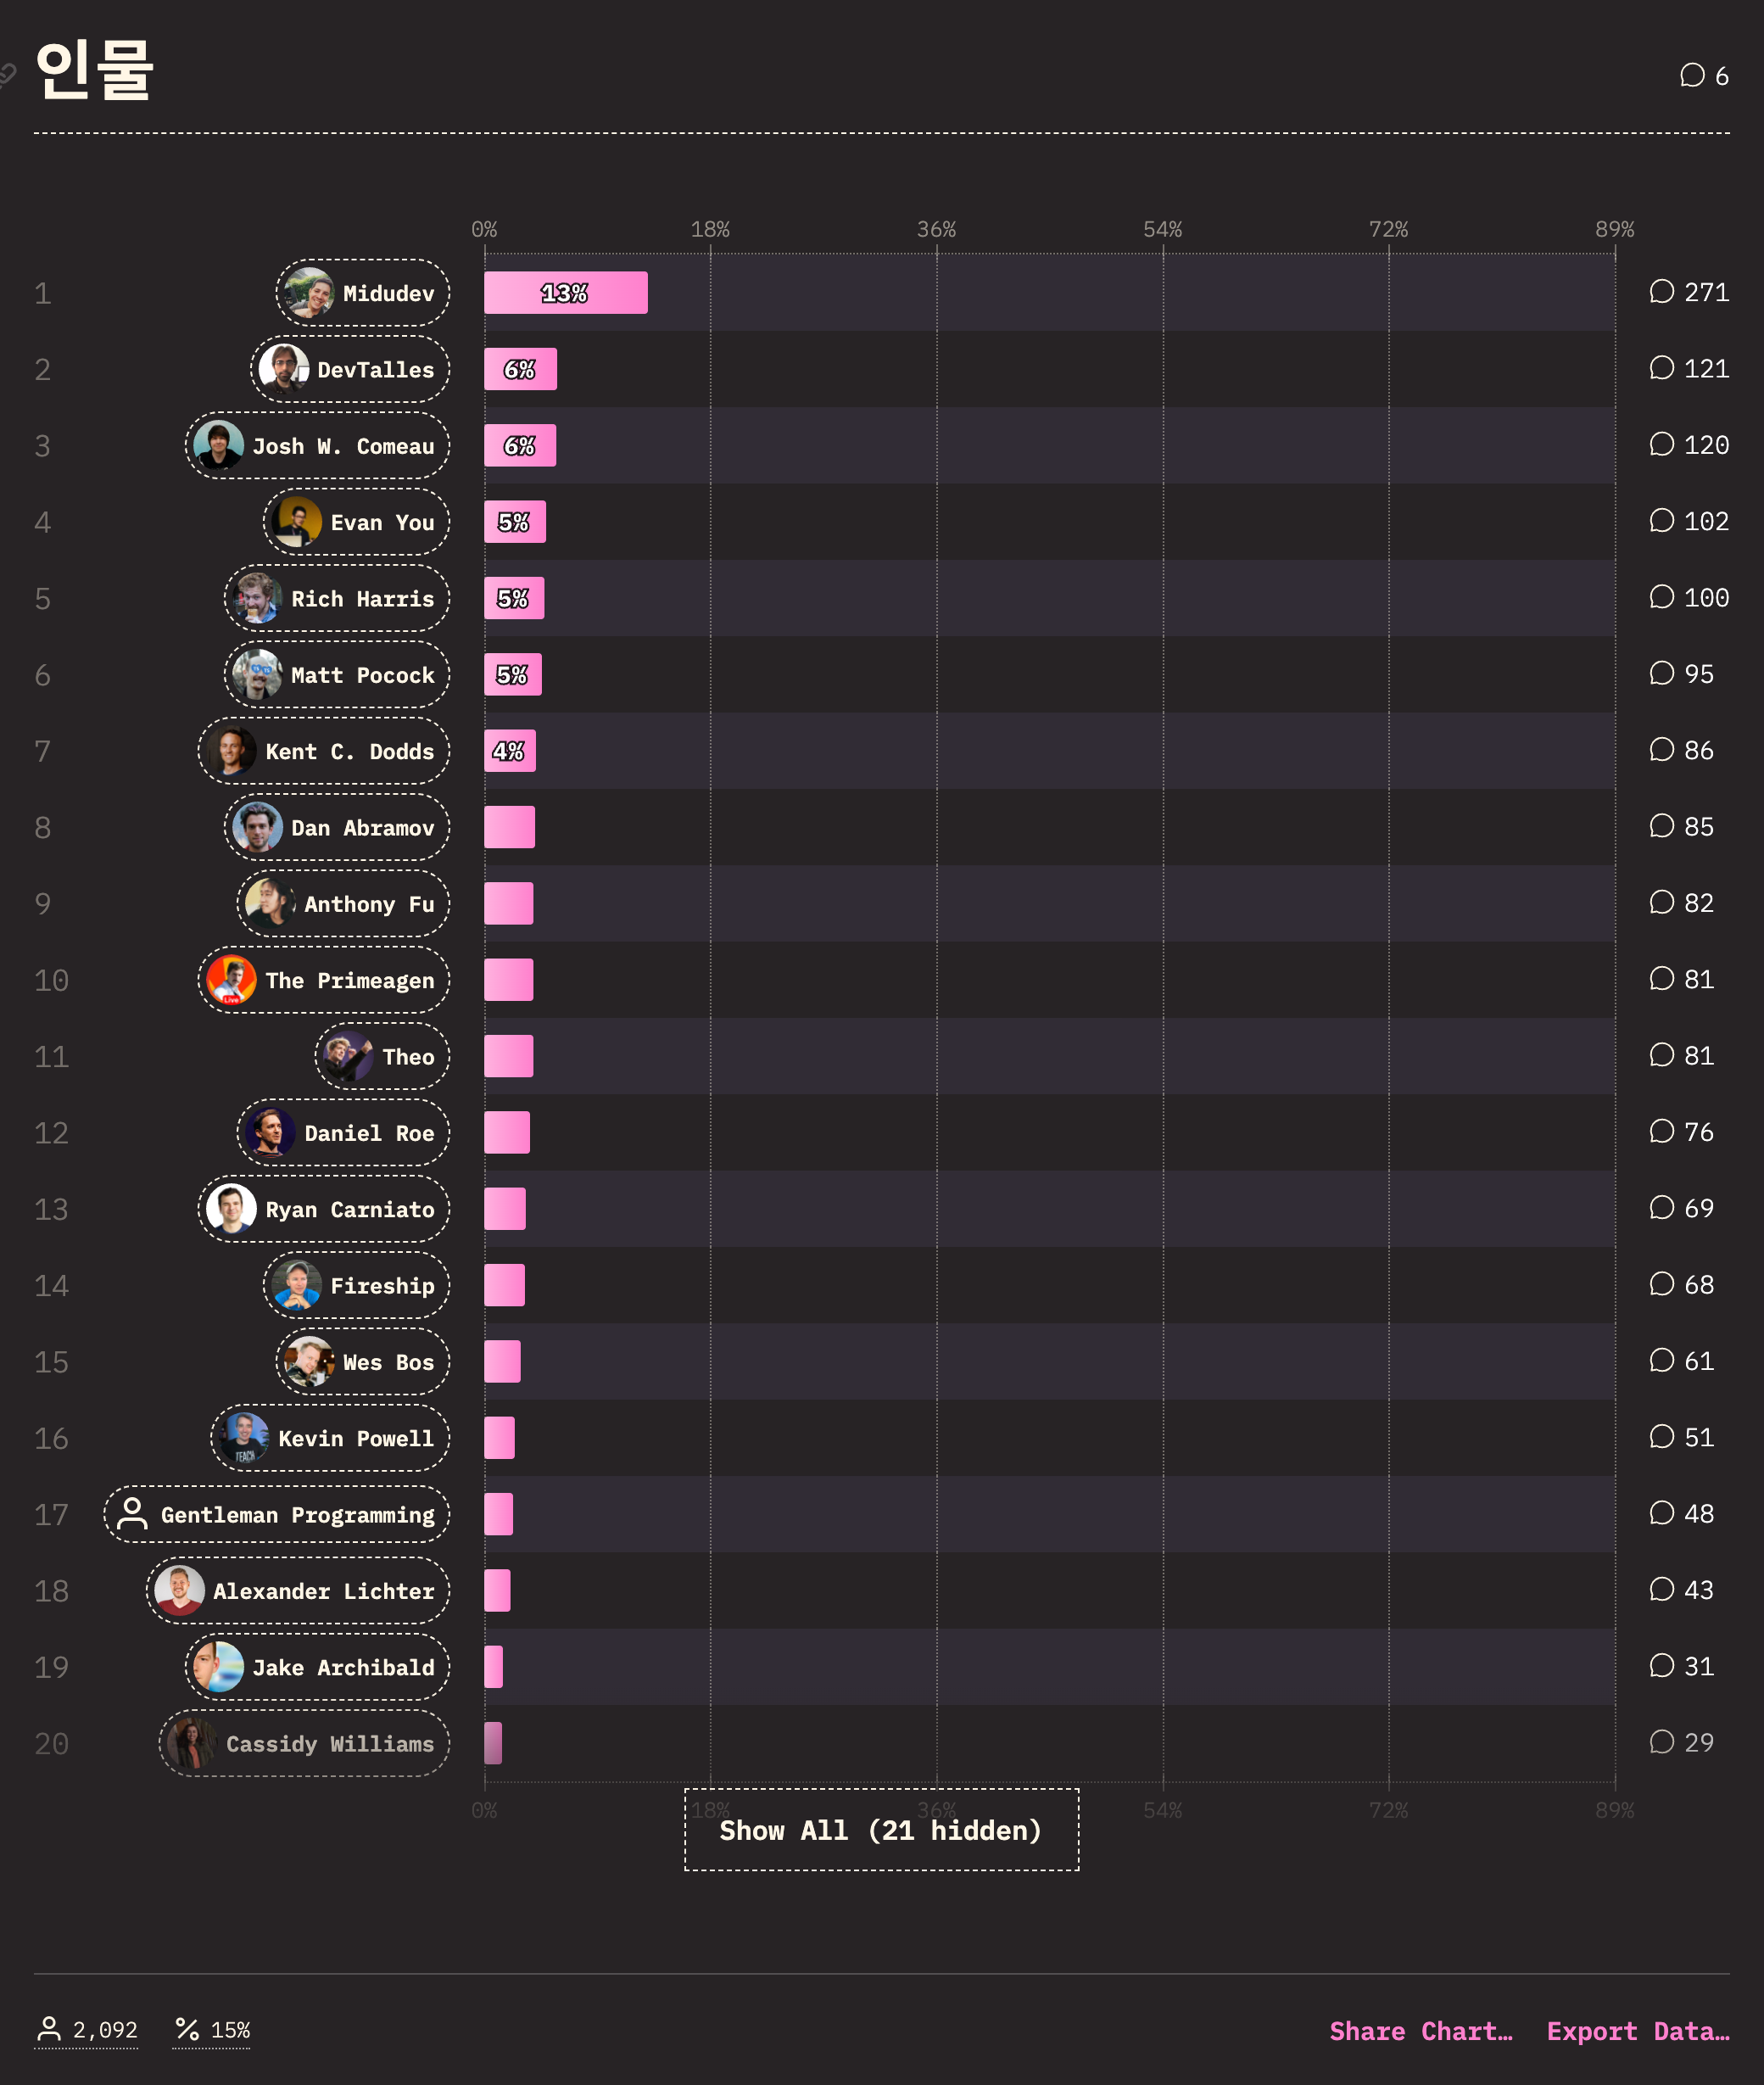 인물
6
0% 18% 36% 54% 72% 89%
1 Midudev 13% 271
2 DevTalles 6% 121
3 Josh W. Comeau 6% 120
4 Evan You 5% 102
5 Rich Harris 5% 100
6 Matt Pocock 5% 95
7 Kent C. Dodds 4% 86
8 Dan Abramov 85
9 Anthony Fu 82
10 The Primeagen 81
11 Theo 81
12 Daniel Roe 76
13 Ryan Carniato 69
14 Fireship 68
15 Wes Bos 61
16 Kevin Powell 51
17 Gentleman Programming 48
18 Alexander Lichter 43
19 Jake Archibald 31
20 Cassidy Williams 29
0% 18% 36% 54% 72% 89%
Show All (21 hidden)
2,092 15% Share Chart… Export Data…